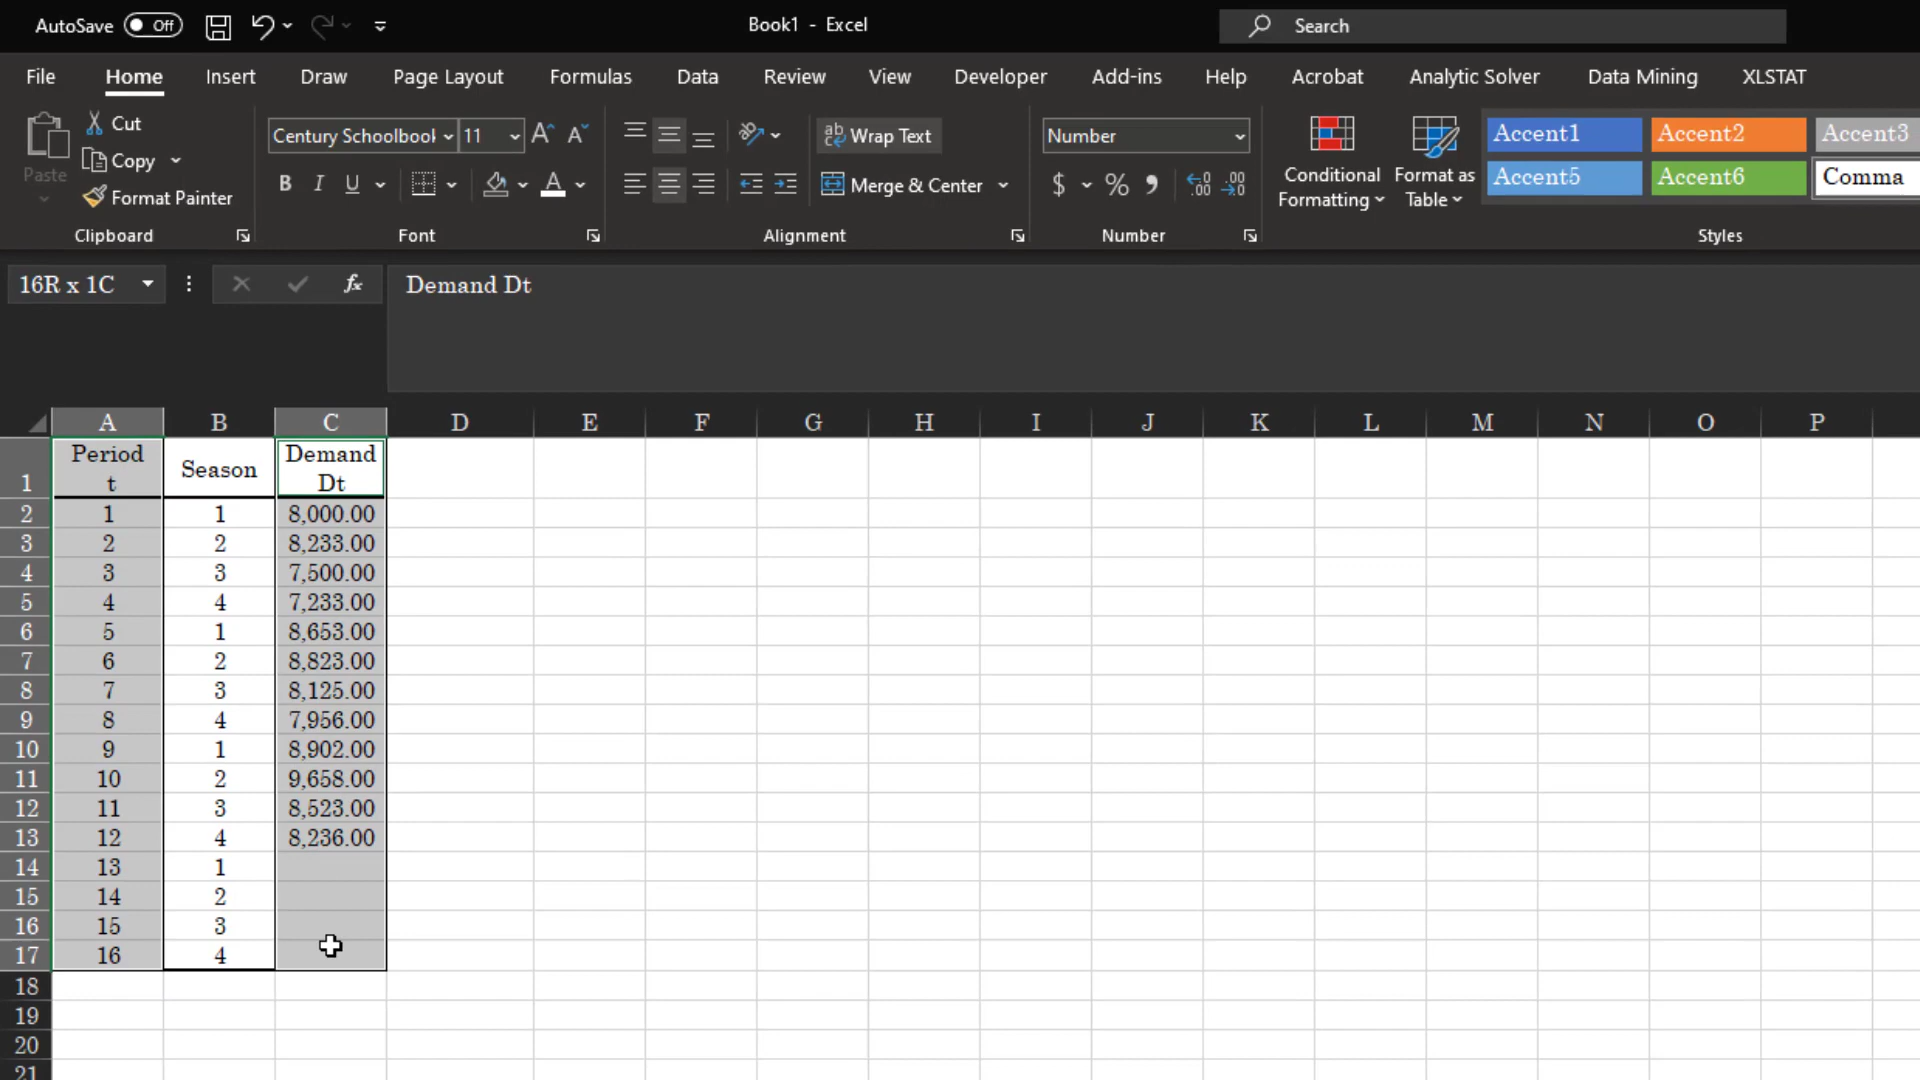 AutoSave Off Book1 - Excel Search
File Home Insert Draw Page Layout Formulas Data Review View Developer Add-ins Help Acrobat Analytic Solver Data Mining XLSTAT
Paste
Cut
Copy
Format Painter
Clipboard
Century Schoolbook 11
B I U
Font
Wrap Text
Merge & Center
Alignment
Number
$ %
Number
Conditional Formatting
Format as Table
Accent1 Accent2 Accent3
Accent5 Accent6 Comma
Styles
16R x 1C fx Demand Dt
A B C D E F G H I J K L M N O P
1 Period t Season Demand Dt
2 1 1 8,000.00
3 2 2 8,233.00
4 3 3 7,500.00
5 4 4 7,233.00
6 5 1 8,653.00
7 6 2 8,823.00
8 7 3 8,125.00
9 8 4 7,956.00
10 9 1 8,902.00
11 10 2 9,658.00
12 11 3 8,523.00
13 12 4 8,236.00
14 13 1
15 14 2
16 15 3
17 16 4
18
19
20
21